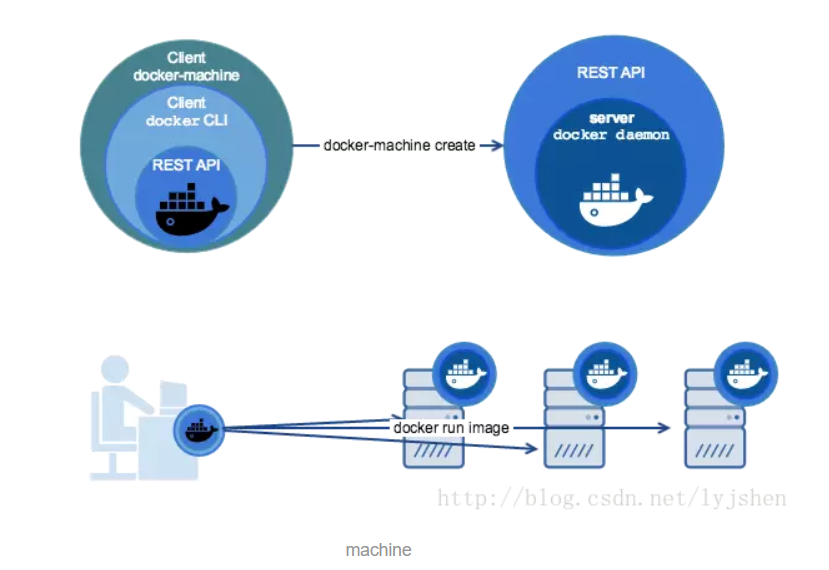 Client
docker-machine
Client
docker CLI
REST API
docker-machine create
REST API
server
docker daemon
docker run image
http://blog.csdn.net/lyjshen
machine